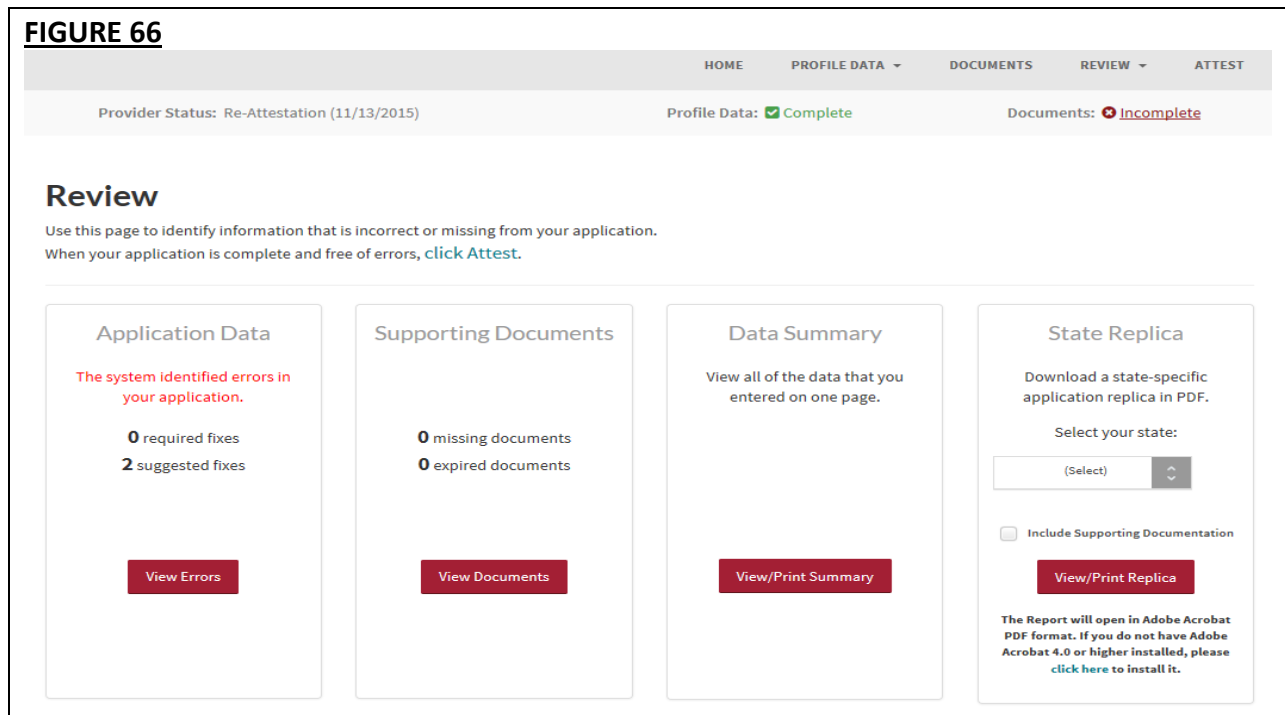 FIGURE 66
HOME PROFILE DATA DOCUMENTS REVIEW ATTEST
Provider Status: Re-Attestation (11/13/2015) Profile Data: Complete Documents: Incomplete
Review
Use this page to identify information that is incorrect or missing from your application.
When your application is complete and free of errors, click Attest.
Application Data
The system identified errors in
your application.
0 required fixes
2 suggested fixes
View Errors
Supporting Documents
0 missing documents
0 expired documents
View Documents
Data Summary
View all of the data that you
entered on one page.
View/Print Summary
State Replica
Download a state-specific
application replica in PDF.
Select your state:
(Select)
Include Supporting Documentation
View/Print Replica
The Report will open in Adobe Acrobat
PDF format. If you do not have Adobe
Acrobat 4.0 or higher installed, please
click here to install it.